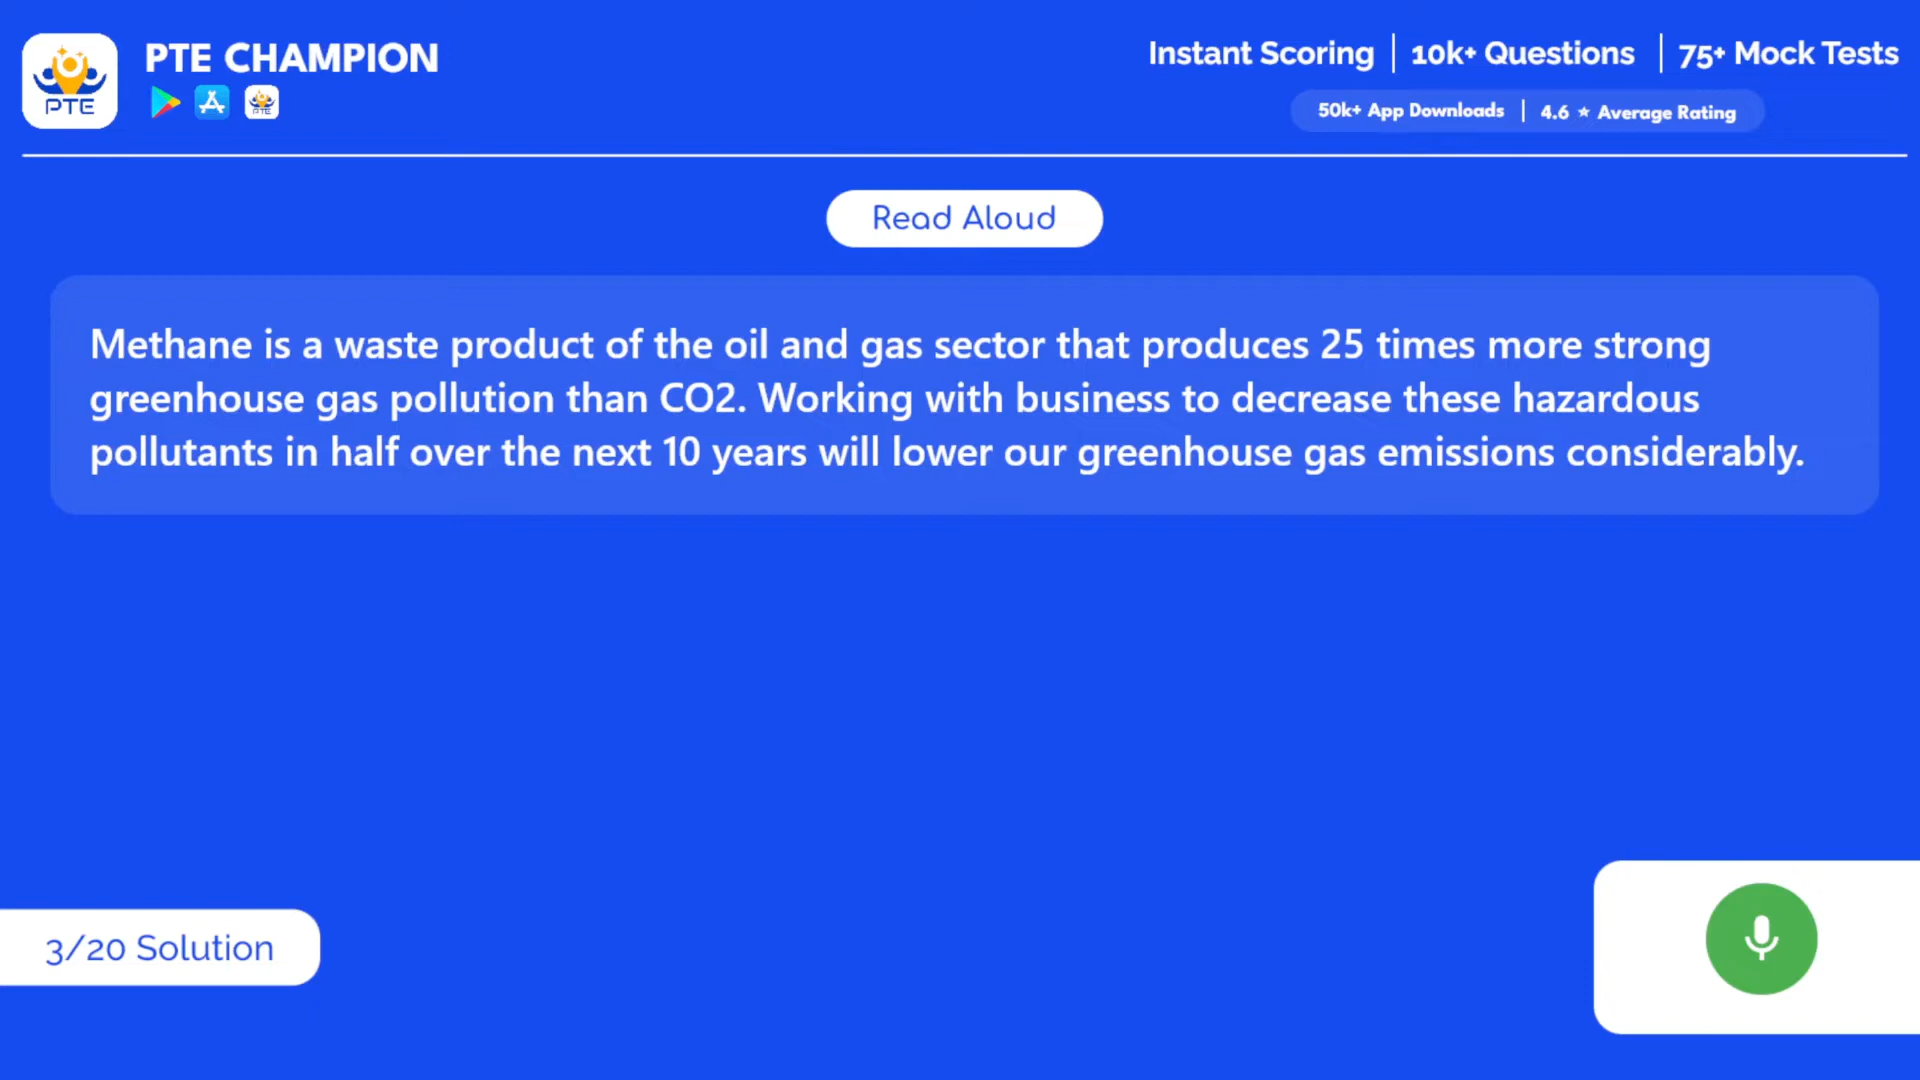 PTE CHAMPION
PTE
PTE
Instant Scoring | 10k+ Questions | 75+ Mock Tests
50k+ App Downloads | 4.6 ★ Average Rating
Read Aloud
Methane is a waste product of the oil and gas sector that produces 25 times more strong
greenhouse gas pollution than CO2. Working with business to decrease these hazardous
pollutants in half over the next 10 years will lower our greenhouse gas emissions considerably.
3/20 Solution